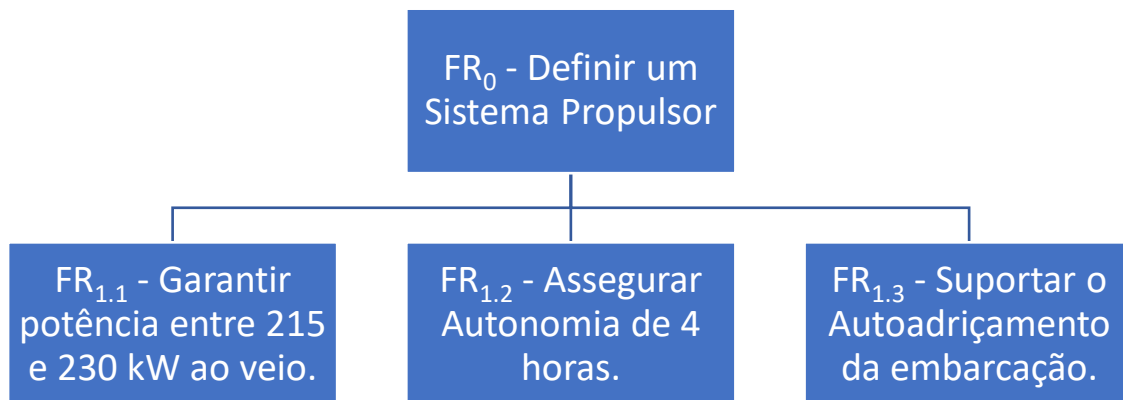 FR₀ - Definir um
Sistema Propulsor
FR₁.₁ - Garantir
potência entre 215
e 230 kW ao veio.
FR₁.₂ - Assegurar
Autonomia de 4
horas.
FR₁.₃ - Suportar o
Autoadriçamento
da embarcação.